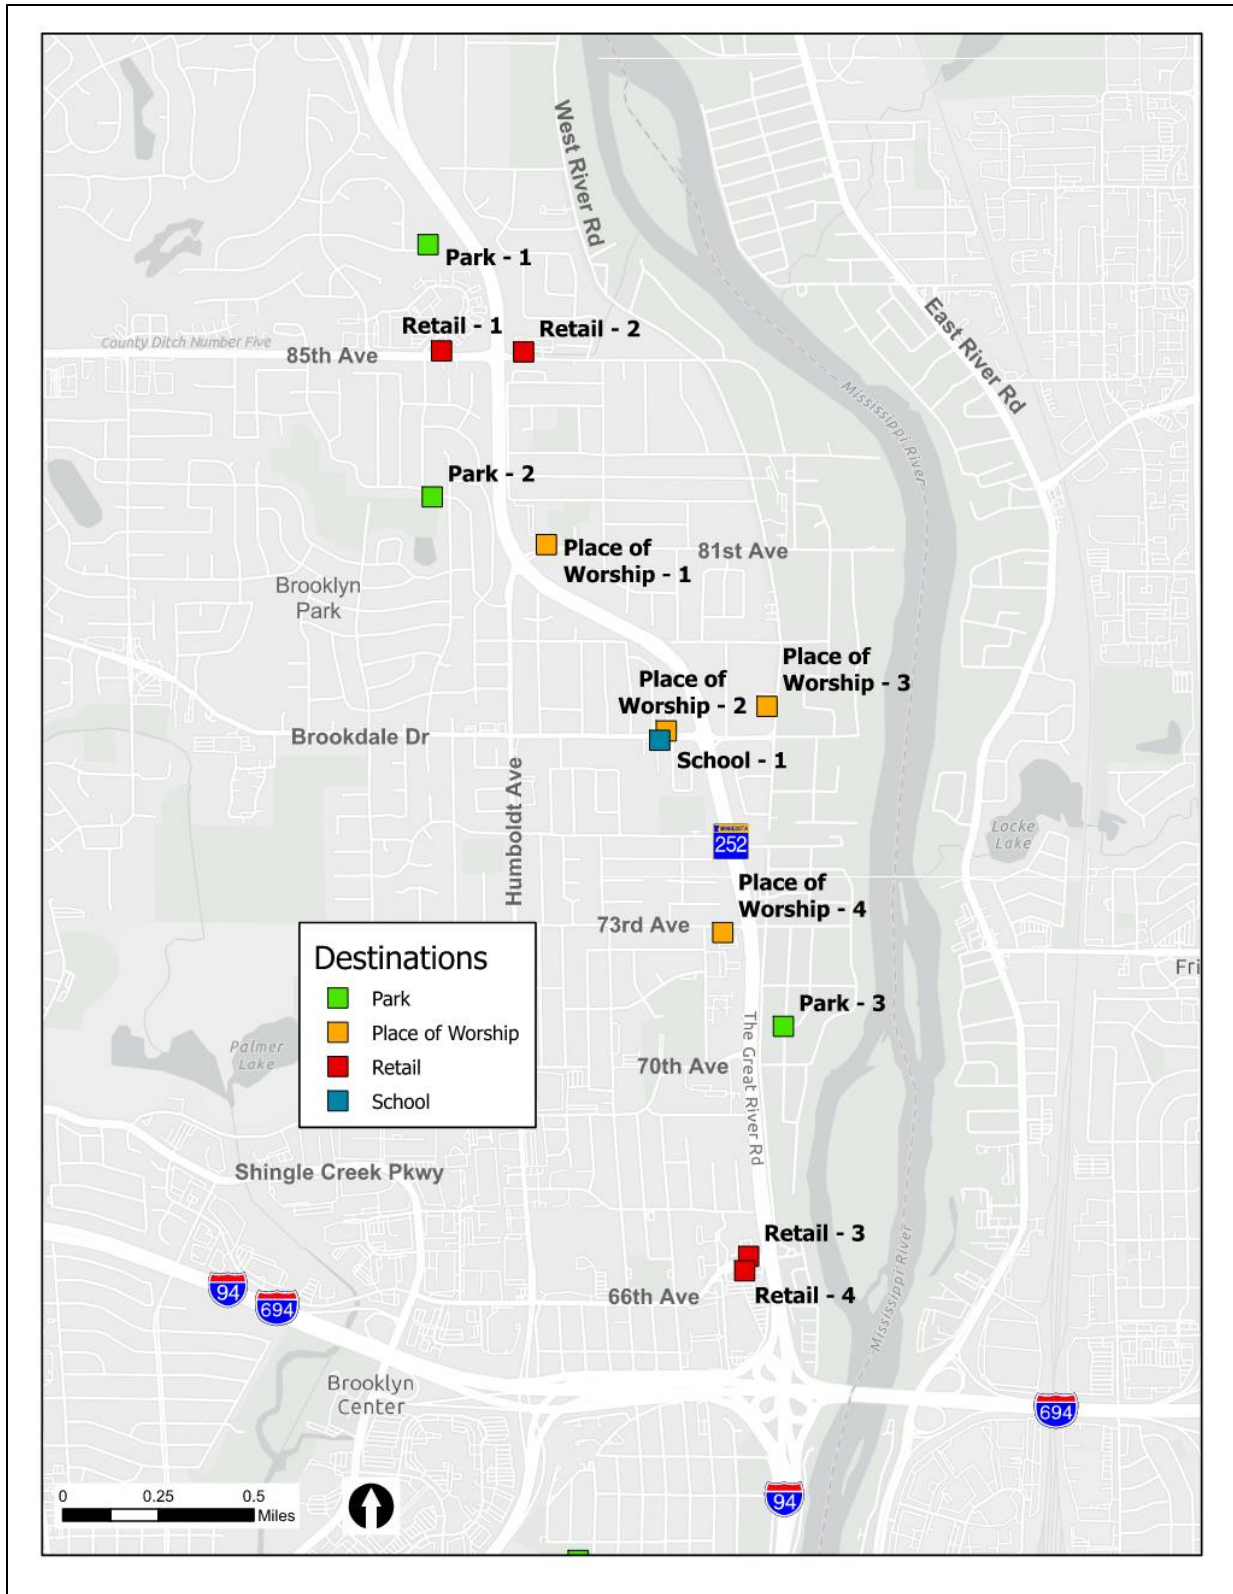 West River Rd
East River Rd
Park - 1
Retail - 1
Retail - 2
County Ditch Number Five
85th Ave
Mississippi River
Park - 2
Place of
Worship - 1
81st Ave
Brooklyn
Park
Place of
Worship - 3
Place of
Worship - 2
Brookdale Dr
School - 1
Humboldt Ave
MINNESOTA
252
Locke
Lake
Place of
Worship - 4
73rd Ave
Destinations
Park
Place of Worship
Retail
School
Fri
Park - 3
The Great River Rd
Palmer
Lake
70th Ave
Shingle Creek Pkwy
Retail - 3
Retail - 4
66th Ave
Mississippi River
94
694
Brooklyn
Center
694
94
0 0.25 0.5
Miles